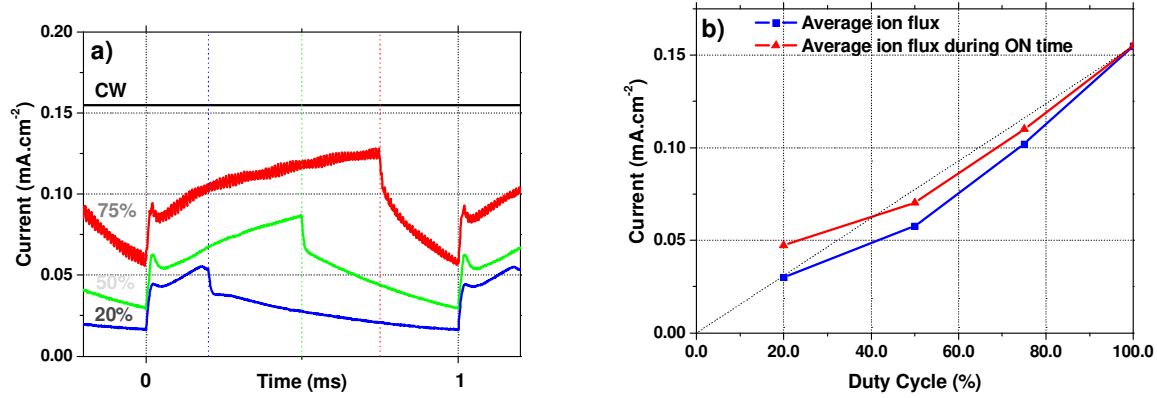 a)
CW
75%
50%
20%
0.20
0.15
0.10
0.05
0.00
Current (mA.cm-2)
0
1
Time (ms)
b)
Average ion flux
Average ion flux during ON time
0.15
0.10
0.05
0.00
Current (mA.cm-2)
0.0
20.0
40.0
60.0
80.0
100.0
Duty Cycle (%)